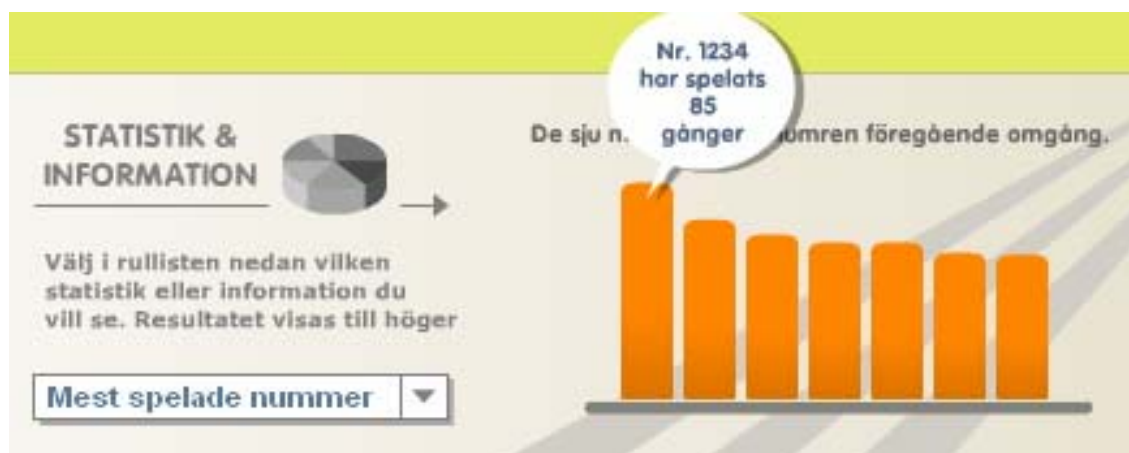 Nr. 1234
har spelats
85
gånger
STATISTIK &
INFORMATION
De sju numren föregående omgång.
Välj i rullisten nedan vilken
statistik eller information du
vill se. Resultatet visas till höger
Mest spelade nummer